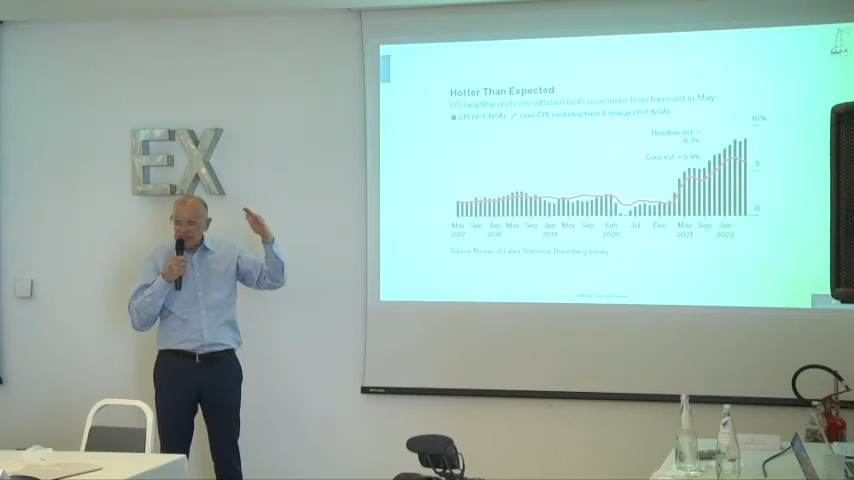 EX
Hotter Than Expected
US headline and core inflation both rose more than forecast in May
CPI (YoY, NSA) Core CPI, excluding food & energy (YoY, NSA)
10%
Headline est. =
8.3%
Core est. = 5.9%
5
0
May Sep Jan May Sep Jan May Sep Feb Jul Dec May Sep Jan
2017 2018 2019 2020 2021 2022
Source: Bureau of Labor Statistics, Bloomberg survey